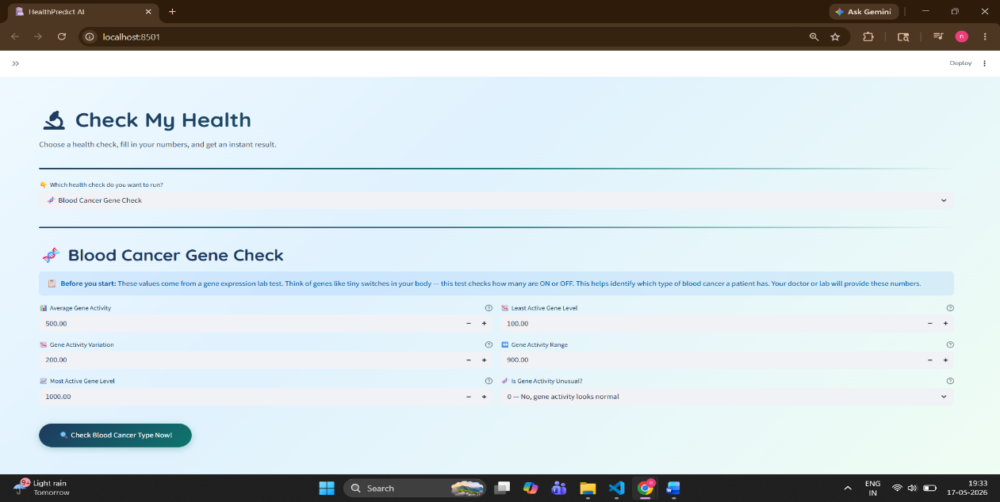 HealthPredict AI
Ask Gemini
localhost:8501
n
Deploy
Check My Health
Choose a health check, fill in your numbers, and get an instant result.
Which health check do you want to run?
Blood Cancer Gene Check
Blood Cancer Gene Check
Before you start: These values come from a gene expression lab test. Think of genes like tiny switches in your body — this test checks how many are ON or OFF. This helps identify which type of blood cancer a patient has. Your doctor or lab will provide these numbers.
Average Gene Activity
500.00
Least Active Gene Level
100.00
Gene Activity Variation
200.00
Gene Activity Range
900.00
Most Active Gene Level
1000.00
Is Gene Activity Unusual?
0 — No, gene activity looks normal
Check Blood Cancer Type Now!
9+
Light rain
Tomorrow
Search
ENG
IN
19:33
17-05-2026